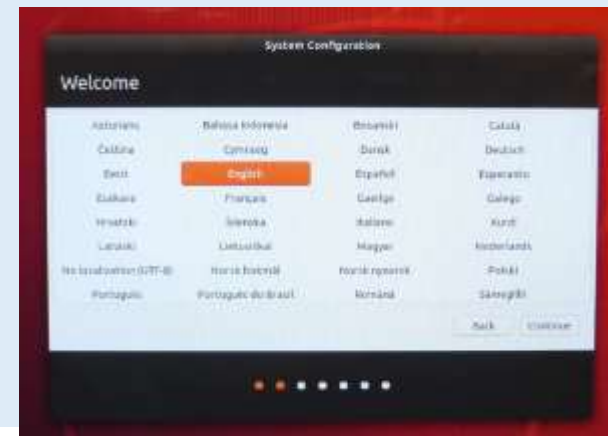 System Configuration
Welcome
Asturianu Bahasa Indonesia Bosanski Català
Čeština Cymraeg Dansk Deutsch
Eesti English Español Esperanto
Euskara Français Gaeilge Galego
Hrvatski Íslenska Italiano Kurdî
Latviski Lietuviškai Magyar Nederlands
No localization (UTF-8) Norsk bokmål Norsk nynorsk Polski
Português Português do Brasil Română Sámegillii
Back Continue